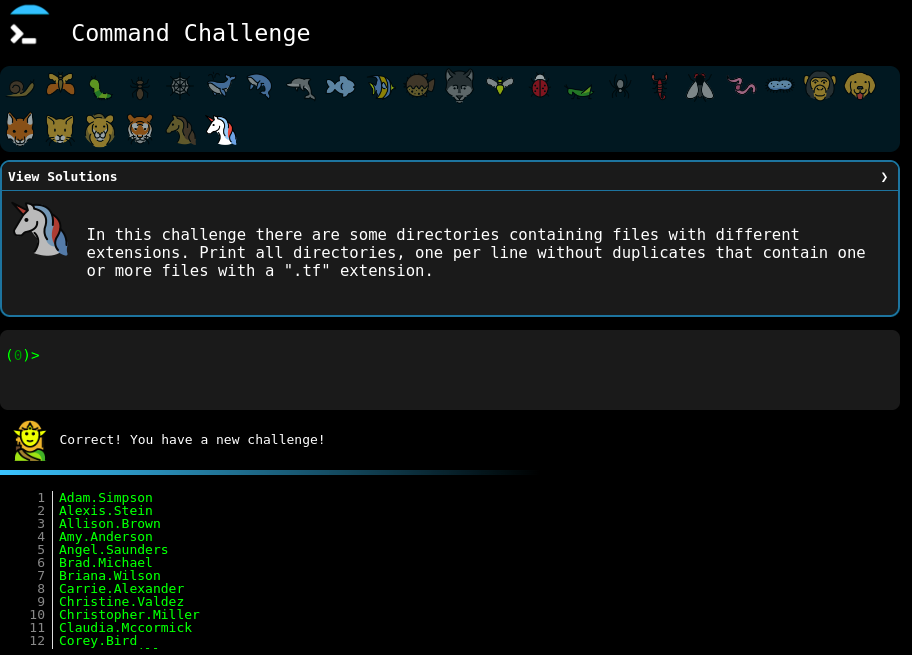 Command Challenge
View Solutions ❯
In this challenge there are some directories containing files with different
extensions. Print all directories, one per line without duplicates that contain one
or more files with a ".tf" extension.
(0)>
Correct! You have a new challenge!
1 Adam.Simpson
2 Alexis.Stein
3 Allison.Brown
4 Amy.Anderson
5 Angel.Saunders
6 Brad.Michael
7 Briana.Wilson
8 Carrie.Alexander
9 Christine.Valdez
10 Christopher.Miller
11 Claudia.Mccormick
12 Corey.Bird